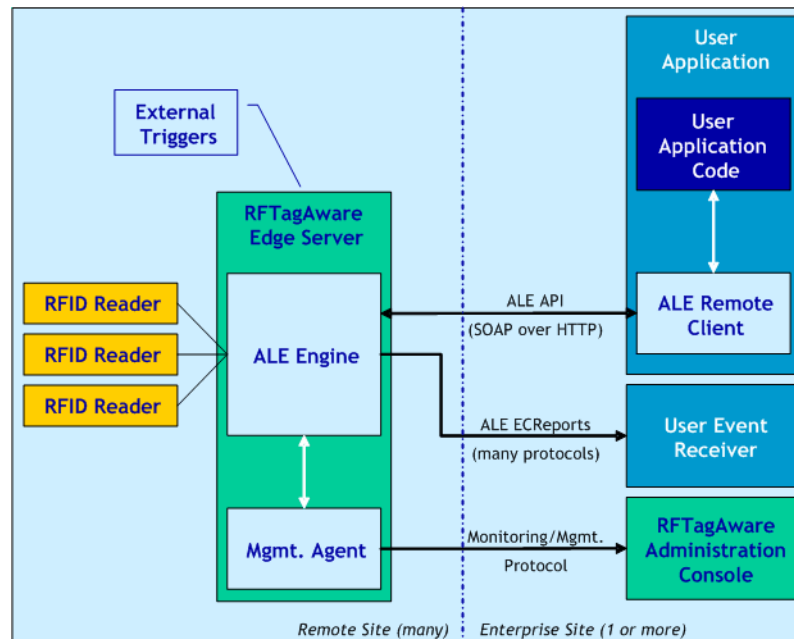 User
Application
External
Triggers
User
Application
Code
RFTagAware
Edge Server
RFID Reader
RFID Reader
RFID Reader
ALE Engine
ALE API
(SOAP over HTTP)
ALE Remote
Client
ALE ECReports
(many protocols)
User Event
Receiver
Mgmt. Agent
Monitoring/Mgmt.
Protocol
RFTagAware
Administration
Console
Remote Site (many)
Enterprise Site (1 or more)